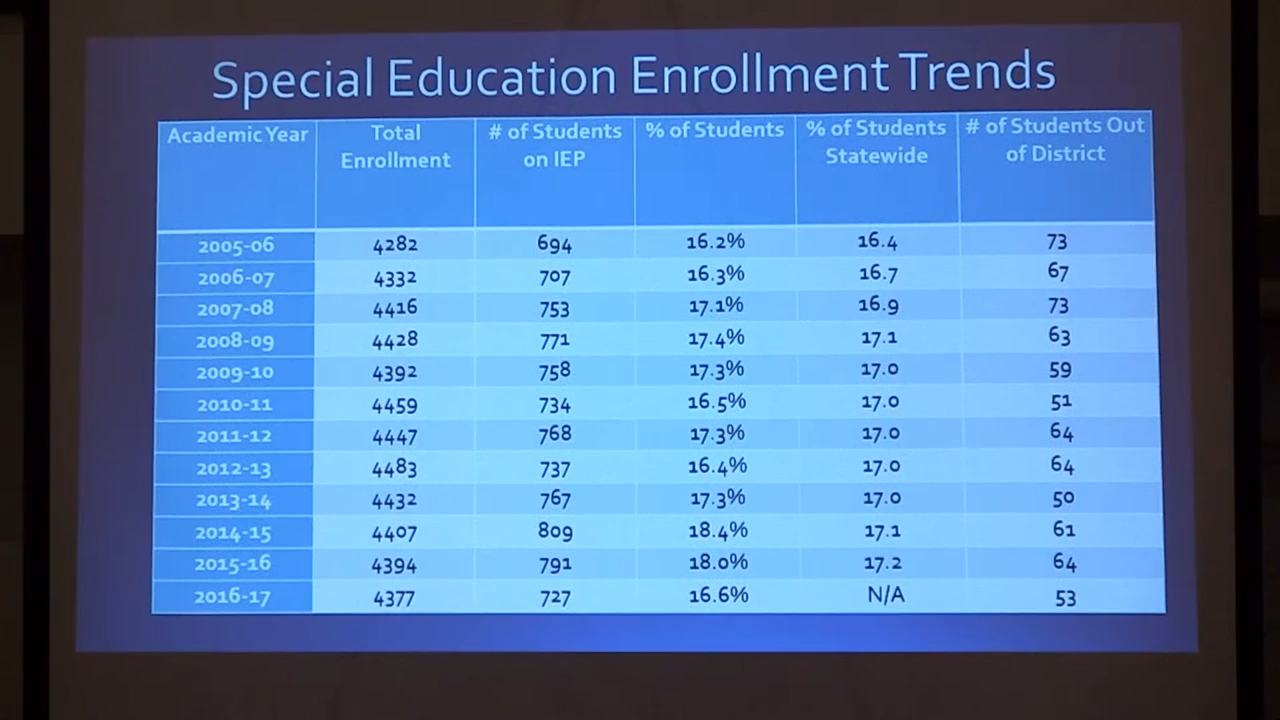 Special Education Enrollment Trends
Academic Year Total Enrollment # of Students on IEP % of Students % of Students Statewide # of Students Out of District
2005-06 4282 694 16.2% 16.4 73
2006-07 4332 707 16.3% 16.7 67
2007-08 4416 753 17.1% 16.9 73
2008-09 4428 771 17.4% 17.1 63
2009-10 4392 758 17.3% 17.0 59
2010-11 4459 734 16.5% 17.0 51
2011-12 4447 768 17.3% 17.0 64
2012-13 4483 737 16.4% 17.0 64
2013-14 4432 767 17.3% 17.0 50
2014-15 4407 809 18.4% 17.1 61
2015-16 4394 791 18.0% 17.2 64
2016-17 4377 727 16.6% N/A 53